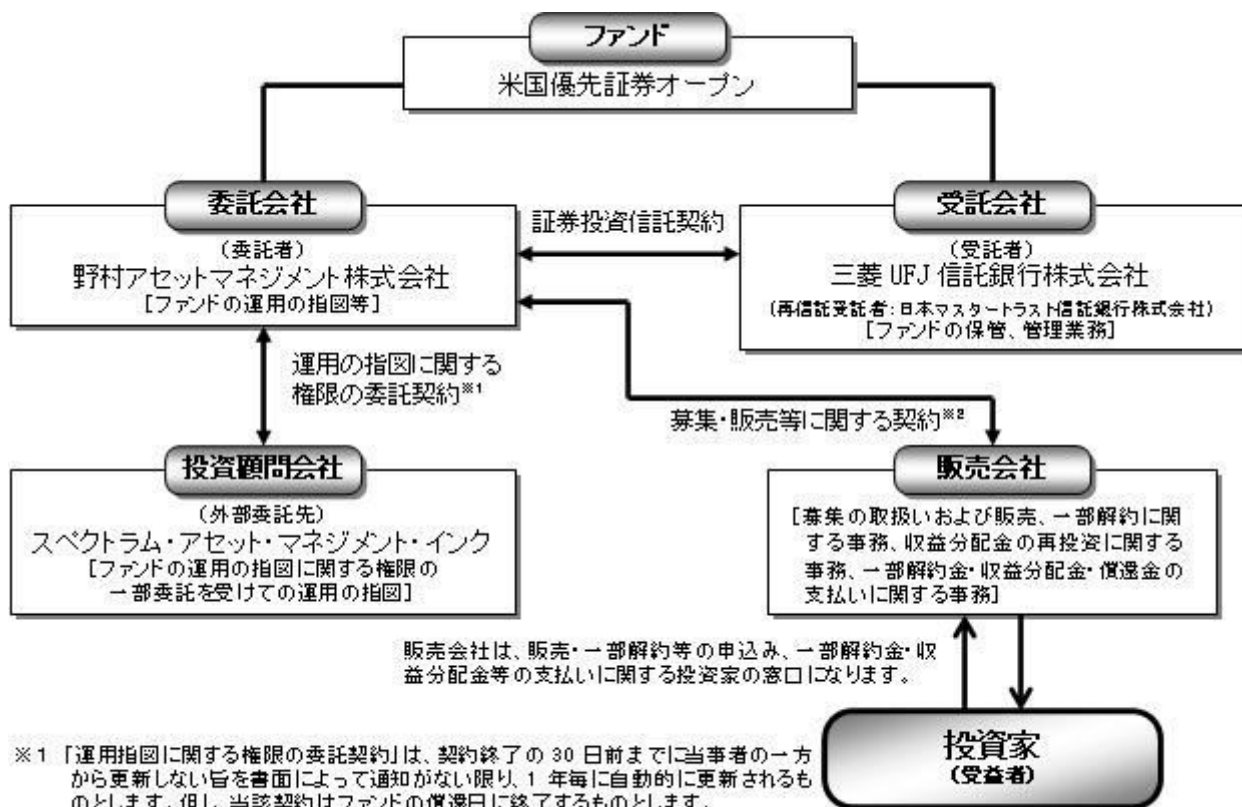 ファンド
米国優先証券オープン
委託会社
(委託者)
野村アセットマネジメント株式会社
[ファンドの運用の指図等]
証券投資信託契約
受託会社
(受託者)
三菱UFJ信託銀行株式会社
(再信託受託者:日本マスタートラスト信託銀行株式会社)
[ファンドの保管、管理業務]
運用の指図に関する
権限の委託契約※1
募集・販売等に関する契約※2
投資顧問会社
(外部委託先)
スペクトラム・アセット・マネジメント・インク
[ファンドの運用の指図に関する権限の
一部委託を受けての運用の指図]
販売会社
[募集の取扱いおよび販売、一部解約に関
する事務、収益分配金の再投資に関する
事務、一部解約金・収益分配金・償還金の
支払いに関する事務]
販売会社は、販売・一部解約等の申込み、一部解約金・収
益分配金等の支払いに関する投資家の窓口になります。
投資家
(受益者)
※1 「運用指図に関する権限の委託契約」は、契約終了の30日前までに当事者の一方
から更新しない旨を書面によって通知がない限り、1年毎に自動的に更新されるも
のとします。但し、当該契約はファンドの償還日に終了するものとします。